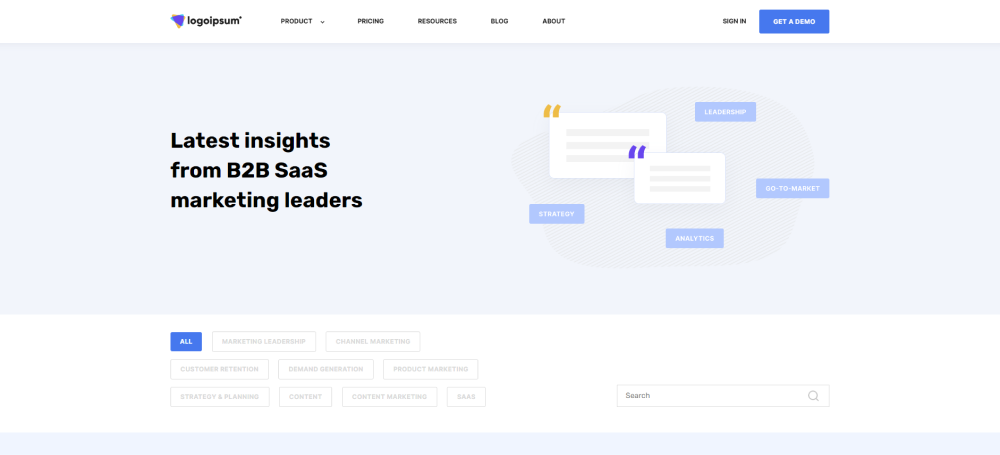 logoipsum
PRODUCT PRICING RESOURCES BLOG ABOUT SIGN IN GET A DEMO
Latest insights
from B2B SaaS
marketing leaders
LEADERSHIP
GO-TO-MARKET
STRATEGY
ANALYTICS
ALL MARKETING LEADERSHIP CHANNEL MARKETING
CUSTOMER RETENTION DEMAND GENERATION PRODUCT MARKETING
STRATEGY & PLANNING CONTENT CONTENT MARKETING SAAS
Search